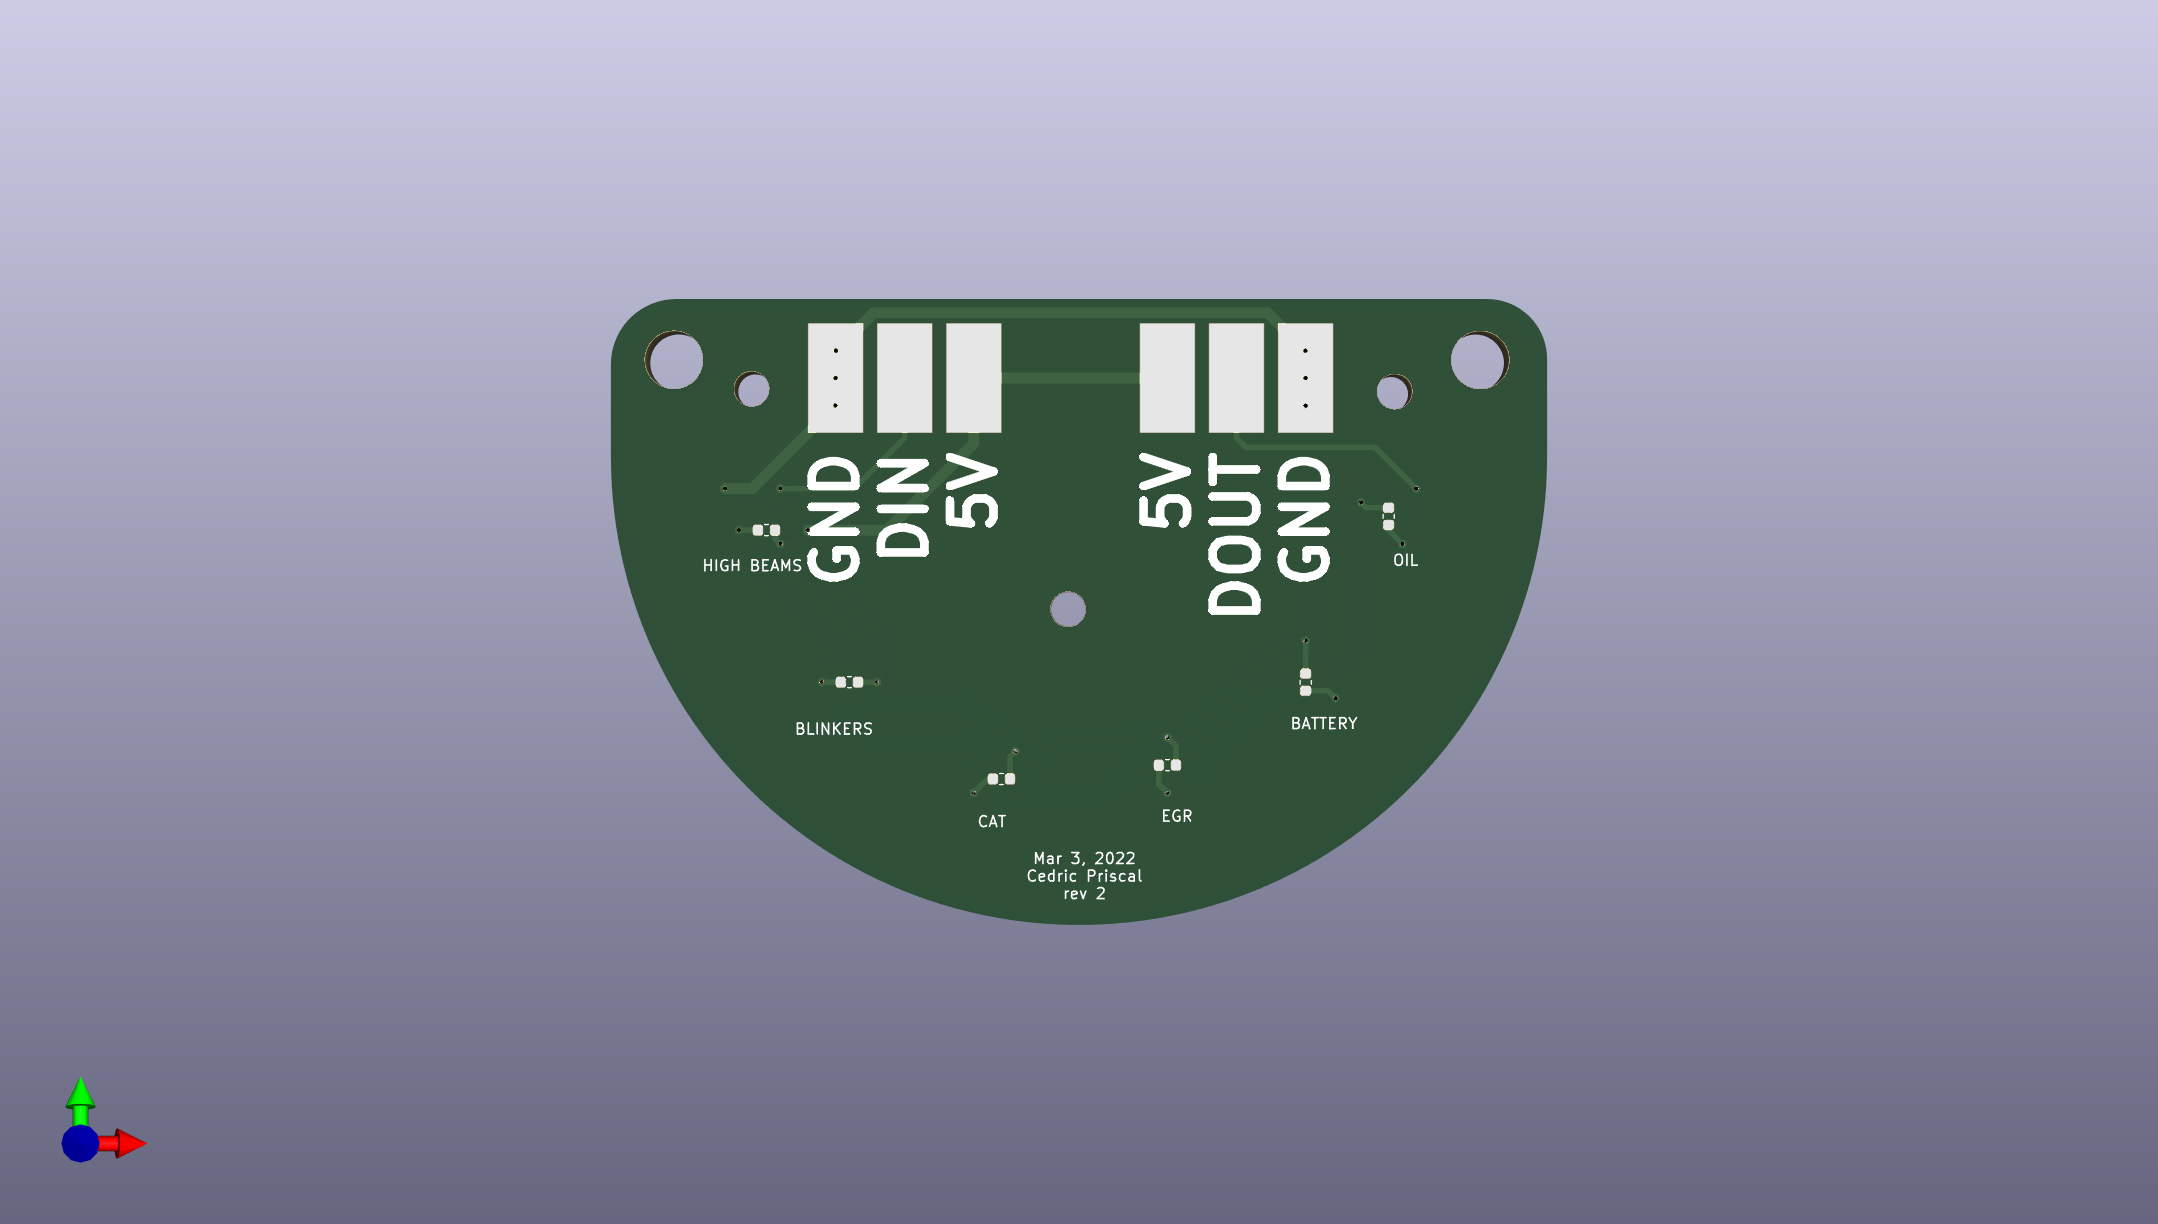 GND
DIN
5V
5V
DOUT
GND
HIGH BEAMS
OIL
BLINKERS
BATTERY
CAT
EGR
Mar 3, 2022
Cedric Priscal
rev 2